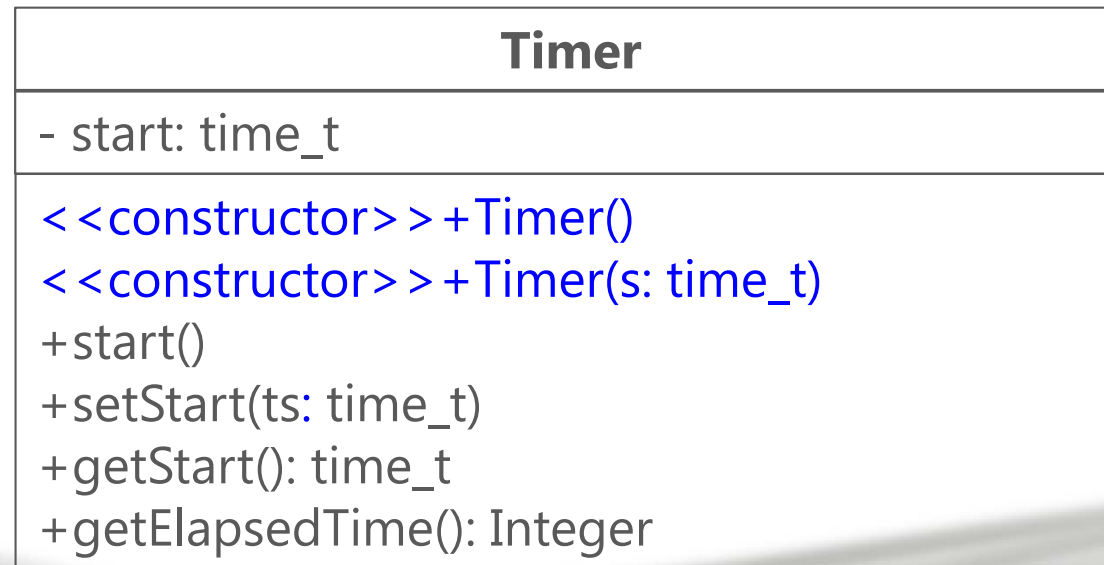 Timer
- start: time_t
<<constructor>>+Timer()
<<constructor>>+Timer(s: time_t)
+start()
+setStart(ts: time_t)
+getStart(): time_t
+getElapsedTime(): Integer